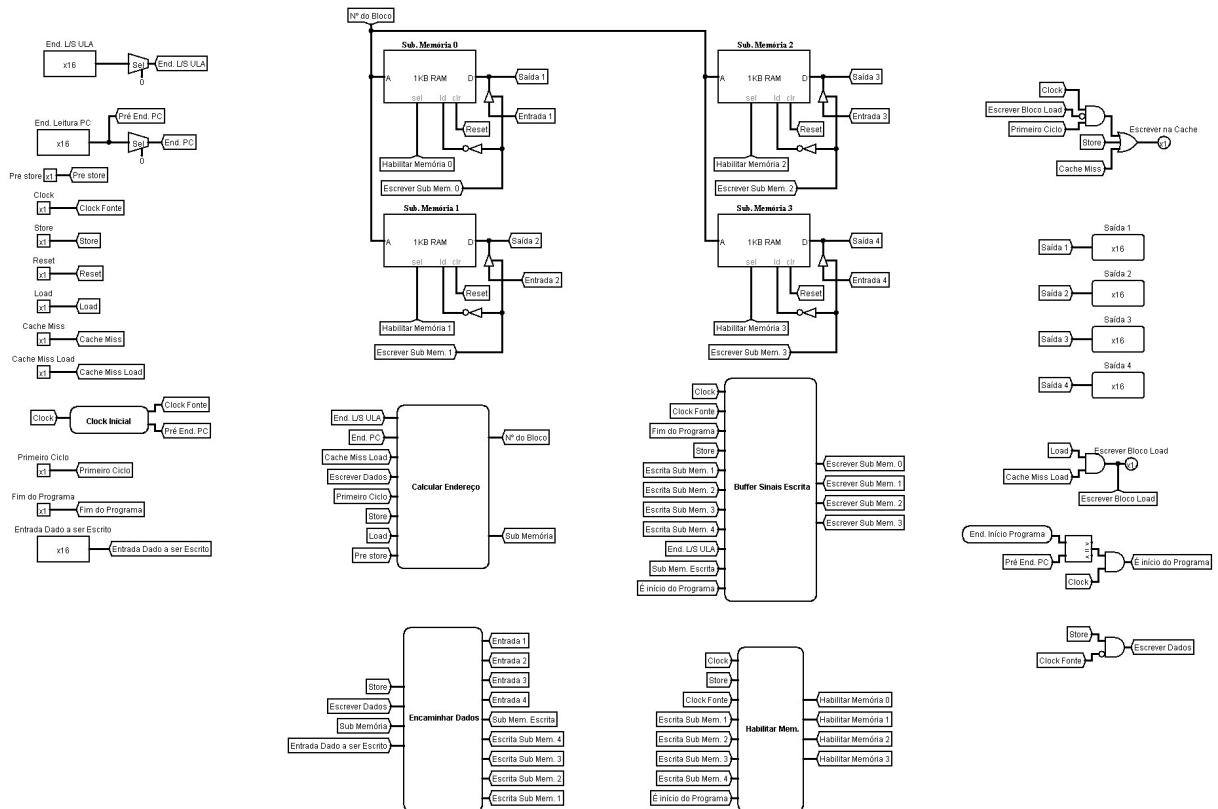 End. L/S ULA
x16
Sel
End. L/S ULA
0
Pré End. PC
End. Leitura PC
x16
Sel
End. PC
0
Pre store
x1
Pre store
Clock
x1
Clock Fonte
Store
x1
Store
Reset
x1
Reset
Load
x1
Load
Cache Miss
x1
Cache Miss
Cache Miss Load
x1
Cache Miss Load
Clock
Clock Inicial
Clock Fonte
Pré End. PC
Primeiro Ciclo
x1
Primeiro Ciclo
Fim do Programa
x1
Fim do Programa
Entrada Dado a ser Escrito
x16
Entrada Dado a ser Escrito
Nº do Bloco
Sub. Memória 0
A
1KB RAM
D
sel
ld
clr
Saída 1
Entrada 1
Reset
Habilitar Memória 0
Escrever Sub Mem. 0
Sub. Memória 1
A
1KB RAM
D
sel
ld
clr
Saída 2
Entrada 2
Reset
Habilitar Memória 1
Escrever Sub Mem. 1
Sub. Memória 2
A
1KB RAM
D
sel
ld
clr
Saída 3
Entrada 3
Reset
Habilitar Memória 2
Escrever Sub Mem. 2
Sub. Memória 3
A
1KB RAM
D
sel
ld
clr
Saída 4
Entrada 4
Reset
Habilitar Memória 3
Escrever Sub Mem. 3
End. L/S ULA
End. PC
Cache Miss Load
Escrever Dados
Primeiro Ciclo
Store
Load
Pre store
Calcular Endereço
Nº do Bloco
Sub Memória
Clock
Clock Fonte
Fim do Programa
Store
Escrita Sub Mem. 1
Escrita Sub Mem. 2
Escrita Sub Mem. 3
Escrita Sub Mem. 4
End. L/S ULA
Sub Mem. Escrita
É início do Programa
Buffer Sinais Escrita
Escrever Sub Mem. 0
Escrever Sub Mem. 1
Escrever Sub Mem. 2
Escrever Sub Mem. 3
Store
Escrever Dados
Sub Memória
Entrada Dado a ser Escrito
Encaminhar Dados
Entrada 1
Entrada 2
Entrada 3
Entrada 4
Sub Mem. Escrita
Escrita Sub Mem. 4
Escrita Sub Mem. 3
Escrita Sub Mem. 2
Escrita Sub Mem. 1
Clock
Store
Clock Fonte
Escrita Sub Mem. 1
Escrita Sub Mem. 2
Escrita Sub Mem. 3
Escrita Sub Mem. 4
É início do Programa
Habilitar Mem.
Habilitar Memória 0
Habilitar Memória 1
Habilitar Memória 2
Habilitar Memória 3
Clock
Escrever Bloco Load
Primeiro Ciclo
Store
Cache Miss
Escrever na Cache
x1
Saída 1
Saída 1
x16
Saída 2
Saída 2
x16
Saída 3
Saída 3
x16
Saída 4
Saída 4
x16
Load
Cache Miss Load
Escrever Bloco Load
x1
Escrever Bloco Load
End. Início Programa
Pré End. PC
Clock
É início do Programa
Store
Clock Fonte
Escrever Dados